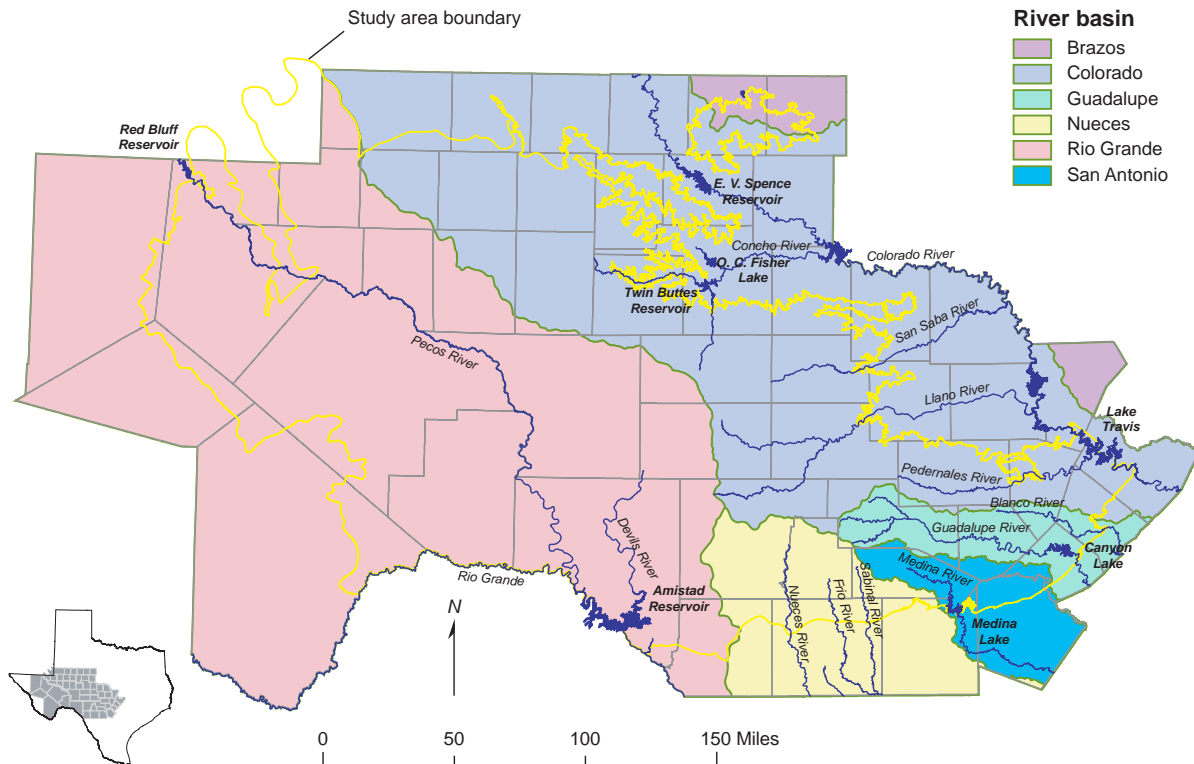 Study area boundary
River basin
Brazos
Colorado
Guadalupe
Nueces
Rio Grande
San Antonio
Red Bluff
Reservoir
E. V. Spence
Reservoir
Concho River
O. C. Fisher
Lake
Colorado River
Twin Buttes
Reservoir
San Saba River
Pecos River
Llano River
Lake
Travis
Pedernales River
Blanco River
Guadalupe River
Canyon
Lake
Devils River
Medina River
Rio Grande
Amistad
Reservoir
Nueces River
Frio River
Sabinal River
Medina
Lake
N
0 50 100 150 Miles